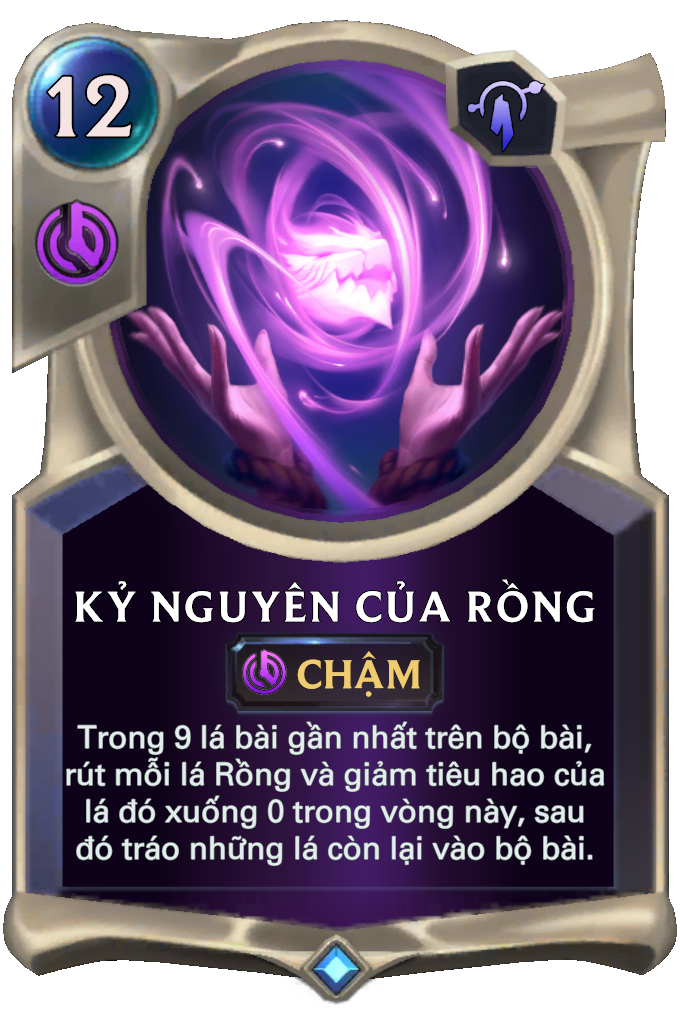 12
KỶ NGUYÊN CỦA RỒNG
CHẬM
Trong 9 lá bài gần nhất trên bộ bài,
rút mỗi lá Rồng và giảm tiêu hao của
lá đó xuống 0 trong vòng này, sau
đó tráo những lá còn lại vào bộ bài.